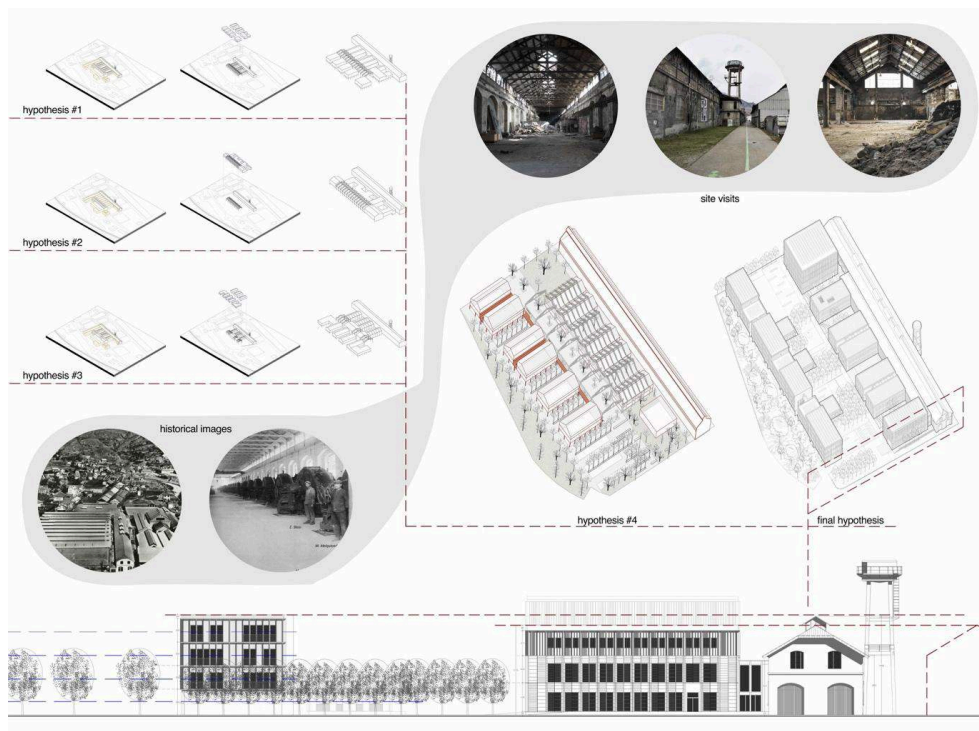 hypothesis #1
site visits
hypothesis #2
hypothesis #3
historical images
hypothesis #4
final hypothesis